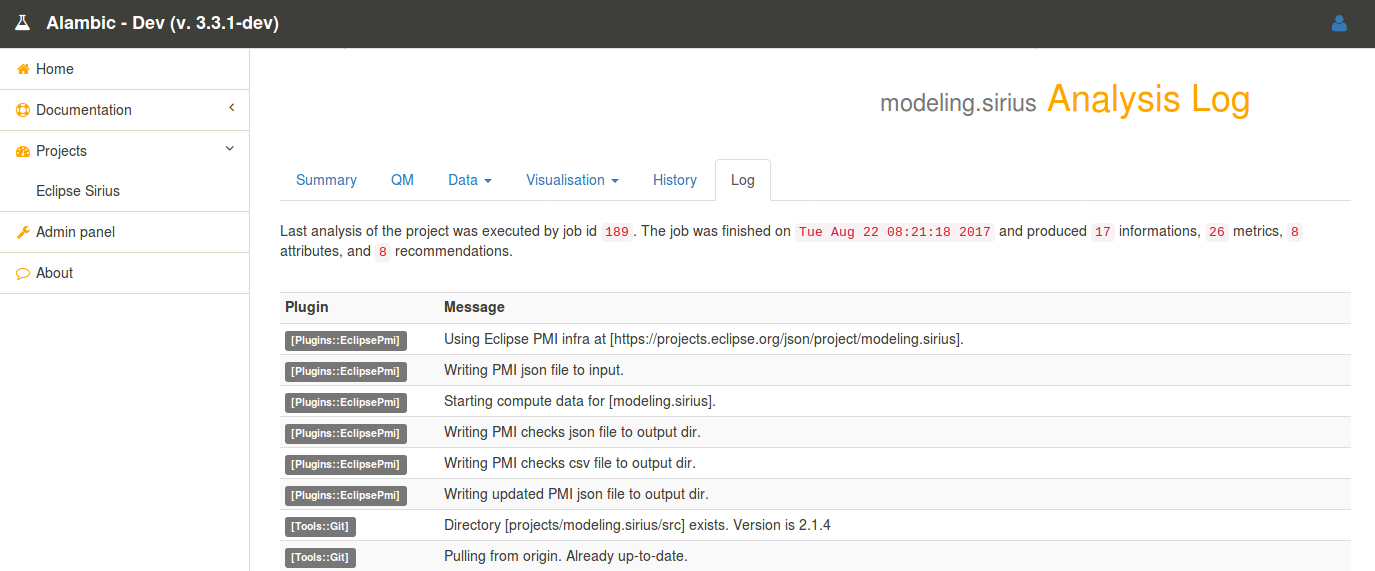 Alambic - Dev (v. 3.3.1-dev)
Home
Documentation
Projects
Eclipse Sirius
Admin panel
About
modeling.sirius Analysis Log
Summary QM Data Visualisation History Log
Last analysis of the project was executed by job id 189. The job was finished on Tue Aug 22 08:21:18 2017 and produced 17 informations, 26 metrics, 8
attributes, and 8 recommendations.
Plugin Message
[Plugins::EclipsePmi] Using Eclipse PMI infra at [https://projects.eclipse.org/json/project/modeling.sirius].
[Plugins::EclipsePmi] Writing PMI json file to input.
[Plugins::EclipsePmi] Starting compute data for [modeling.sirius].
[Plugins::EclipsePmi] Writing PMI checks json file to output dir.
[Plugins::EclipsePmi] Writing PMI checks csv file to output dir.
[Plugins::EclipsePmi] Writing updated PMI json file to output dir.
[Tools::Git] Directory [projects/modeling.sirius/src] exists. Version is 2.1.4
[Tools::Git] Pulling from origin. Already up-to-date.